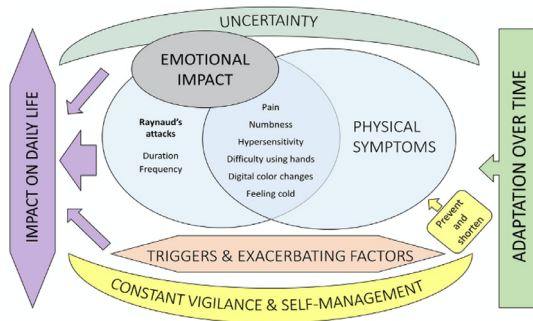 UNCERTAINTY
EMOTIONAL
IMPACT
Raynaud's
attacks
Duration
Frequency
Pain
Numbness
Hypersensitivity
Difficulty using hands
Digital color changes
Feeling cold
PHYSICAL
SYMPTOMS
IMPACT ON DAILY LIFE
ADAPTATION OVER TIME
Prevent
and
shorten
TRIGGERS & EXACERBATING FACTORS
CONSTANT VIGILANCE & SELF-MANAGEMENT